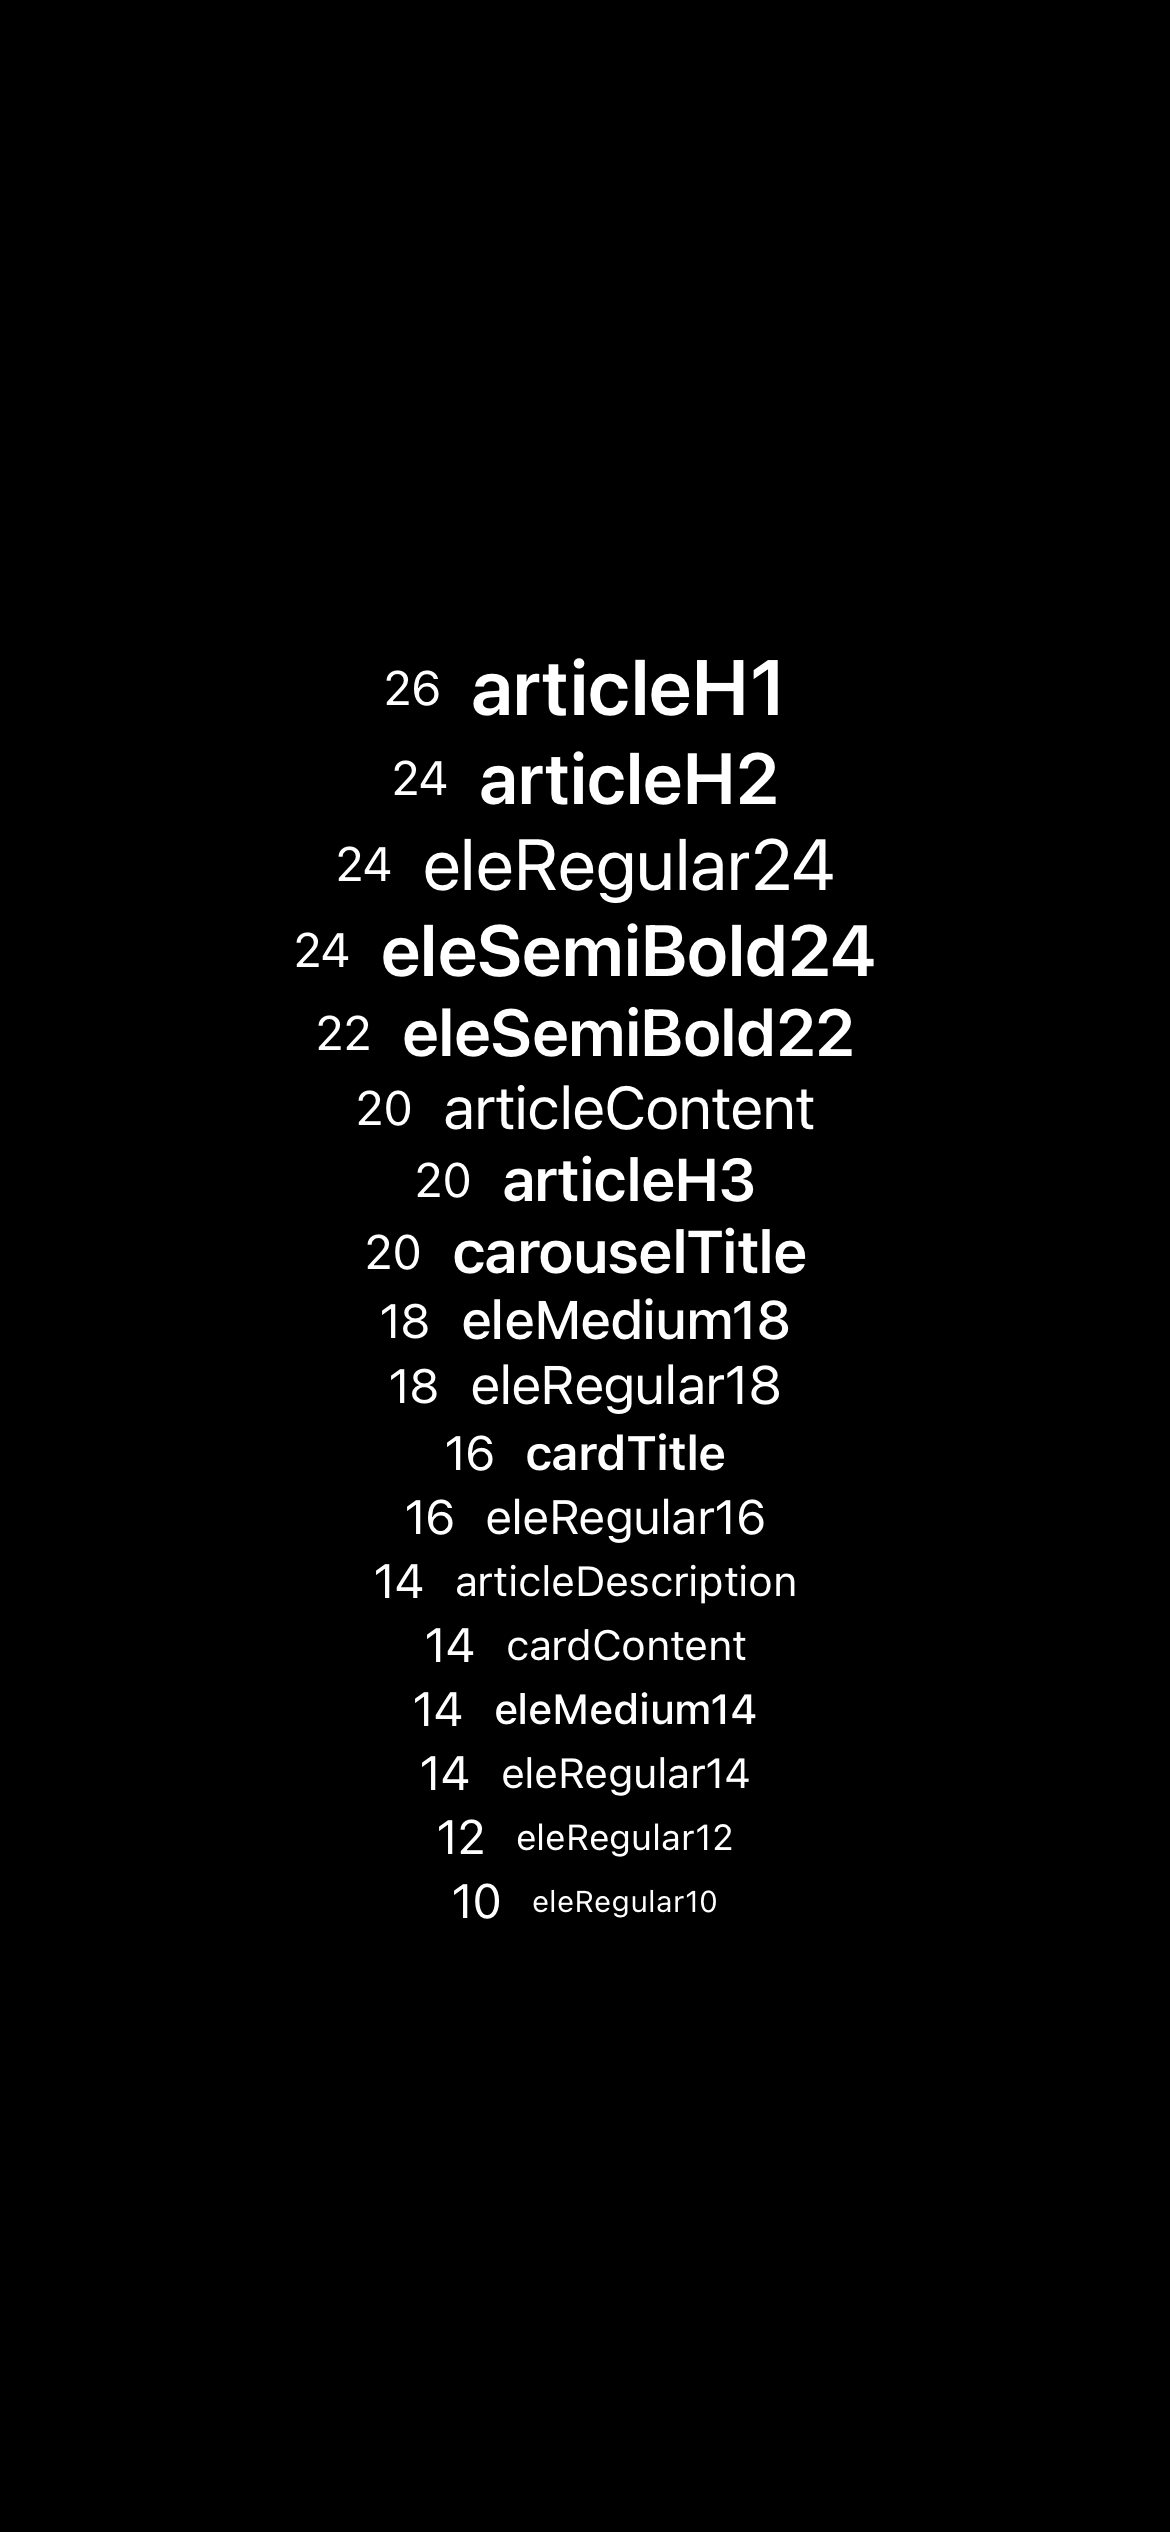 26 articleH1
24 articleH2
24 eleRegular24
24 eleSemiBold24
22 eleSemiBold22
20 articleContent
20 articleH3
20 carouselTitle
18 eleMedium18
18 eleRegular18
16 cardTitle
16 eleRegular16
14 articleDescription
14 cardContent
14 eleMedium14
14 eleRegular14
12 eleRegular12
10 eleRegular10